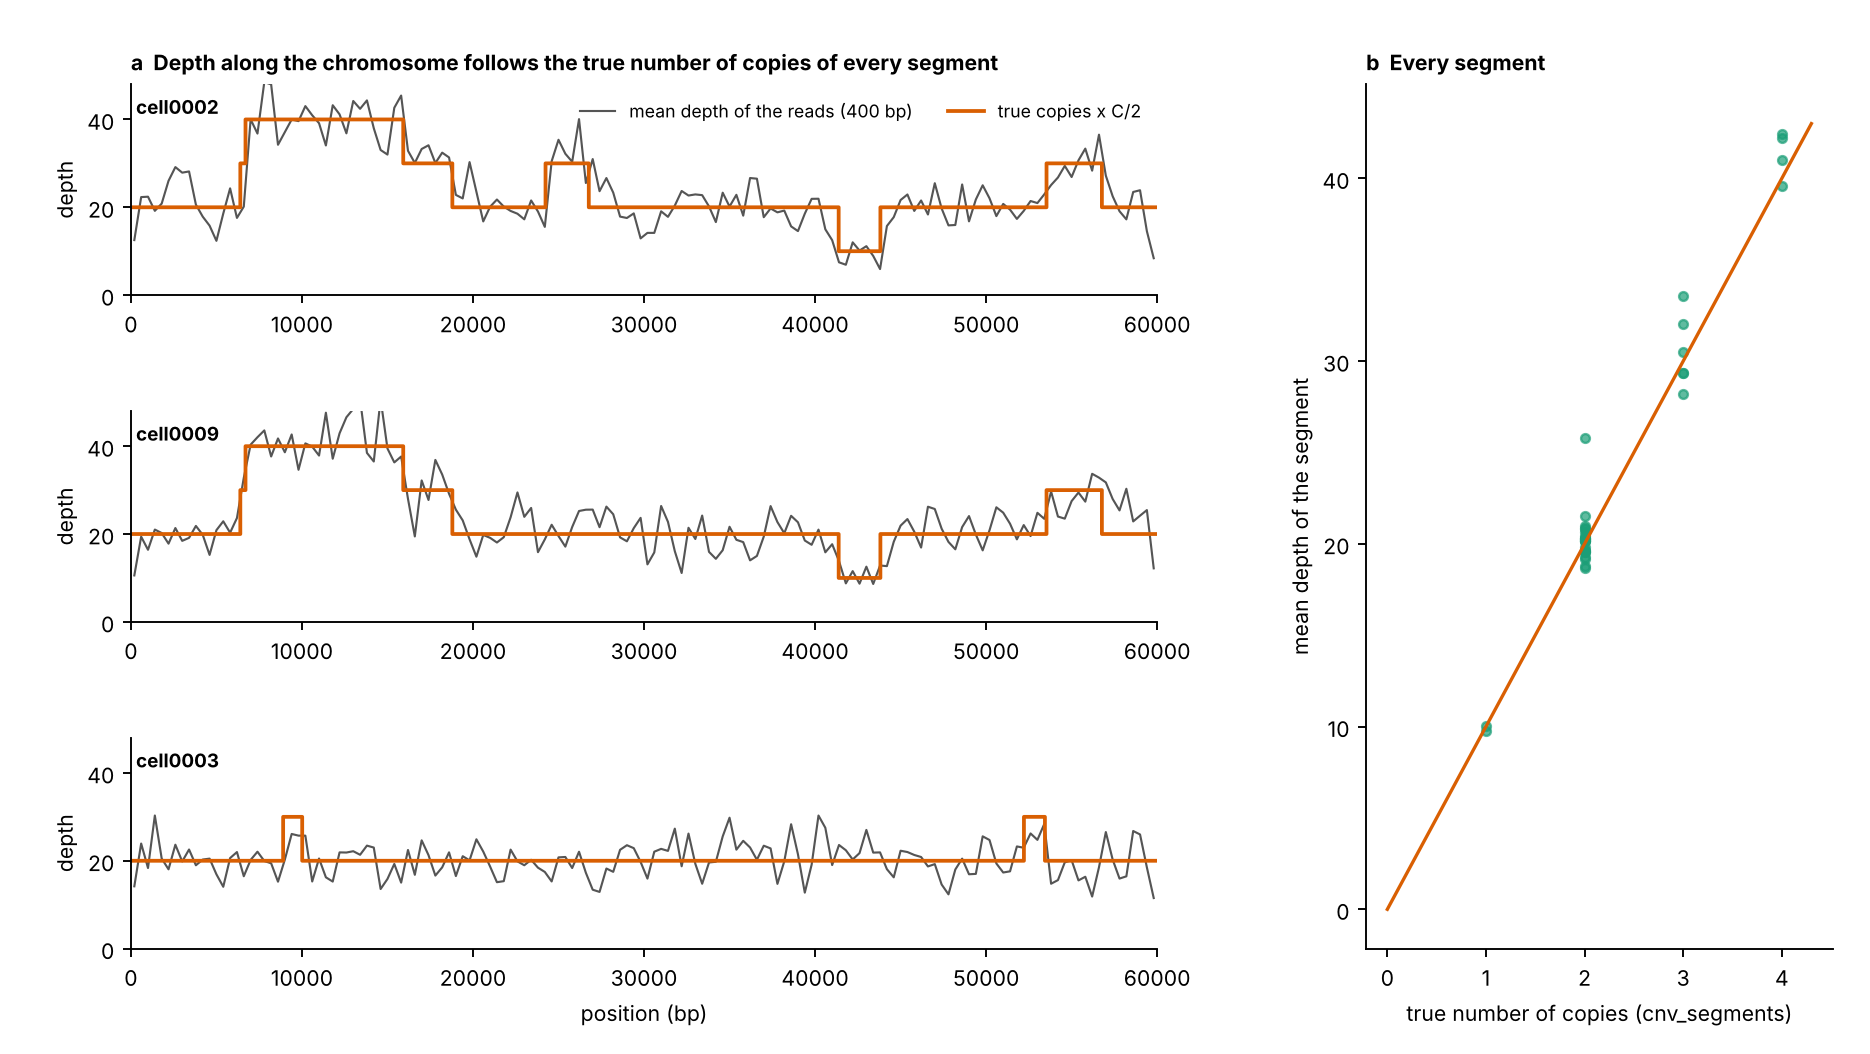 a Depth along the chromosome follows the true number of copies of every segment
cell0002
mean depth of the reads (400 bp)
true copies x C/2
depth
40
20
0
0 10000 20000 30000 40000 50000 60000
cell0009
depth
40
20
0
0 10000 20000 30000 40000 50000 60000
cell0003
depth
40
20
0
0 10000 20000 30000 40000 50000 60000
position (bp)
b Every segment
mean depth of the segment
40
30
20
10
0
0 1 2 3 4
true number of copies (cnv_segments)